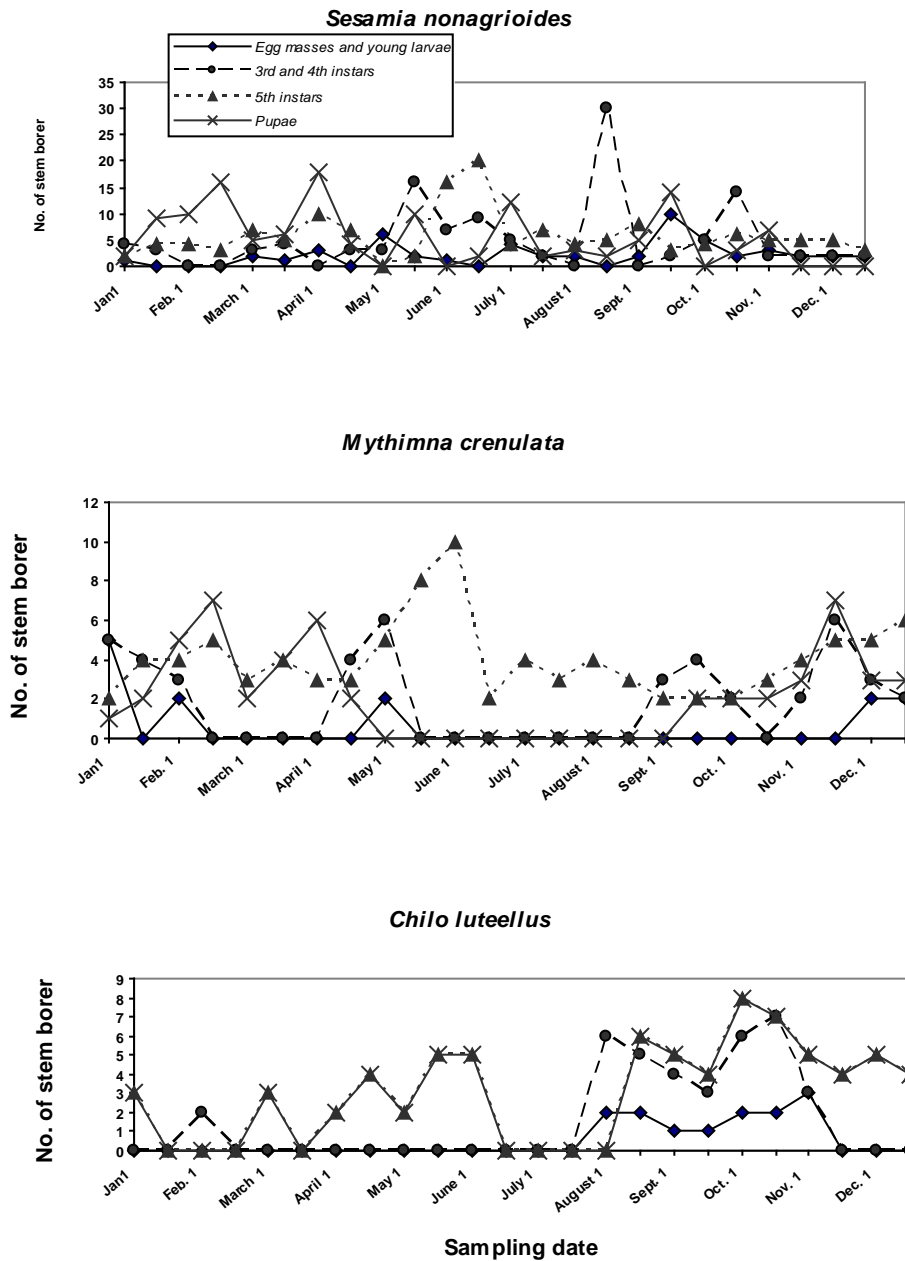 Sesamia nonagrioides
Egg masses and young larvae
3rd and 4th instars
5th instars
Pupae
No. of stem borer
35
30
25
20
15
10
5
0
Jan1
Feb. 1
March 1
April 1
May 1
June 1
July 1
August 1
Sept. 1
Oct. 1
Nov. 1
Dec. 1
Mythimna crenulata
No. of stem borer
12
10
8
6
4
2
0
Jan1
Feb. 1
March 1
April 1
May 1
June 1
July 1
August 1
Sept. 1
Oct. 1
Nov. 1
Dec. 1
Chilo luteellus
No. of stem borer
9
8
7
6
5
4
3
2
1
0
Jan1
Feb. 1
March 1
April 1
May 1
June 1
July 1
August 1
Sept. 1
Oct. 1
Nov. 1
Dec. 1
Sampling date